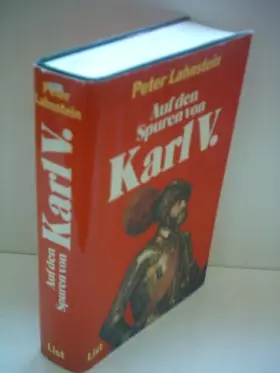 Peter Lahnstein
Auf den
Spuren von
Karl V.
List
Peter
Lahnstein
Auf den
Spuren von
Karl V.
List